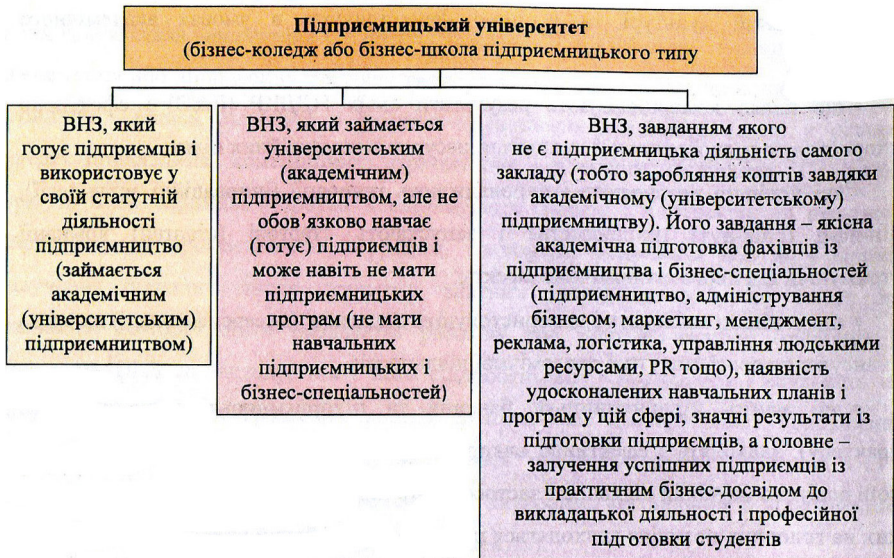 Підприємницький університет
(бізнес-коледж або бізнес-школа підприємницького типу
ВНЗ, який
готує підприємців і
використовує у
своїй статутній
діяльності
підприємництво
(займається
академічним
(університетським)
підприємництвом)
ВНЗ, який займається
університетським
(академічним)
підприємництвом, але не
обов’язково навчає
(готує) підприємців і
може навіть не мати
підприємницьких
програм (не мати
навчальних
підприємницьких і
бізнес-спеціальностей)
ВНЗ, завданням якого
не є підприємницька діяльність самого
закладу (тобто заробляння коштів завдяки
академічному (університетському)
підприємництву). Його завдання – якісна
академічна підготовка фахівців із
підприємництва і бізнес-спеціальностей
(підприємництво, адміністрування
бізнесом, маркетинг, менеджмент,
реклама, логістика, управління людськими
ресурсами, PR тощо), наявність
удосконалених навчальних планів і
програм у цій сфері, значні результати із
підготовки підприємців, а головне –
залучення успішних підприємців із
практичним бізнес-досвідом до
викладацької діяльності і професійної
підготовки студентів